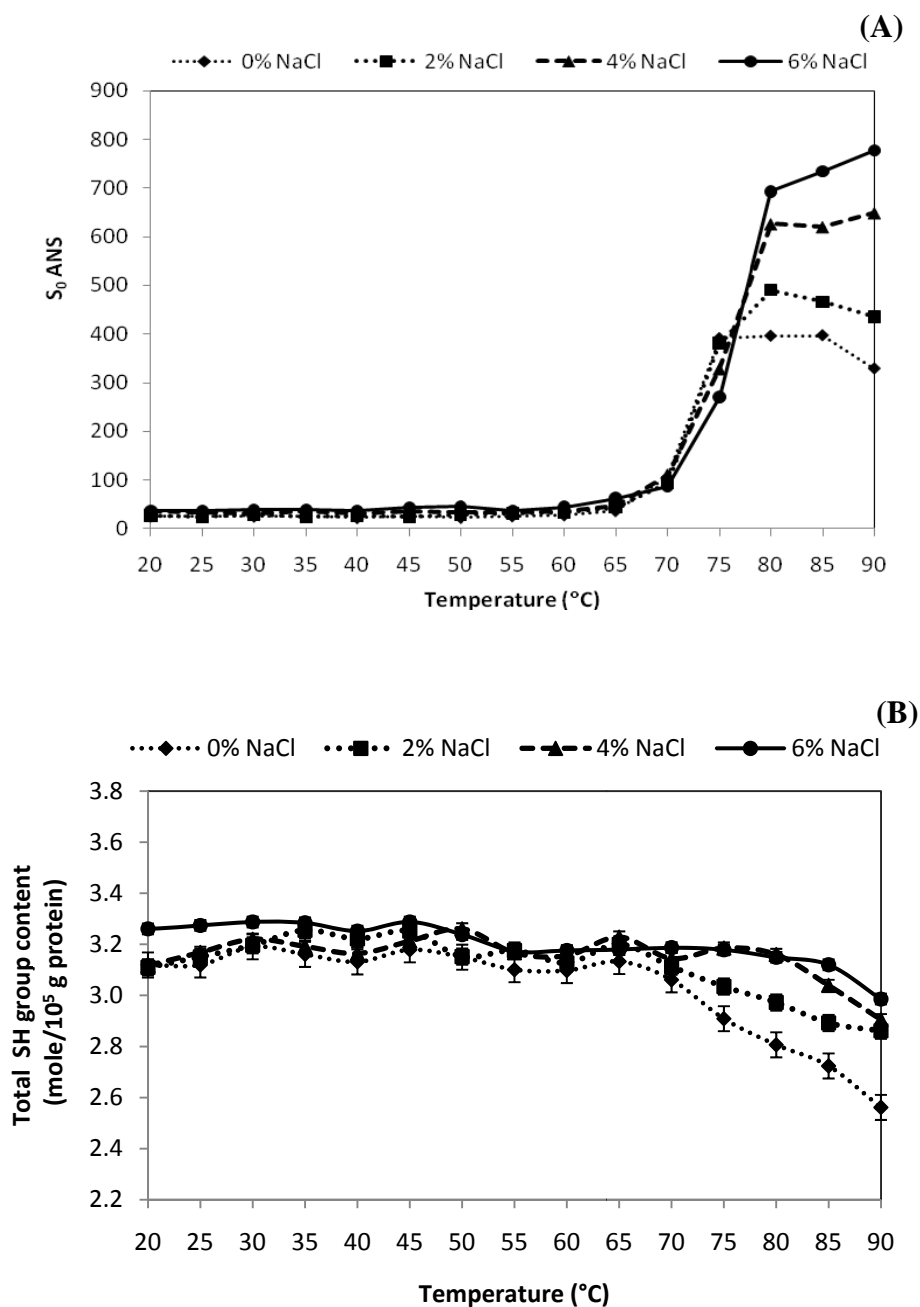 (A)
0% NaCl 2% NaCl 4% NaCl 6% NaCl
900
800
700
600
500
400
300
200
100
0
S₀ ANS
20 25 30 35 40 45 50 55 60 65 70 75 80 85 90
Temperature (°C)
(B)
0% NaCl 2% NaCl 4% NaCl 6% NaCl
3.8
3.6
3.4
3.2
3.0
2.8
2.6
2.4
2.2
Total SH group content
(mole/10⁵ g protein)
20 25 30 35 40 45 50 55 60 65 70 75 80 85 90
Temperature (°C)